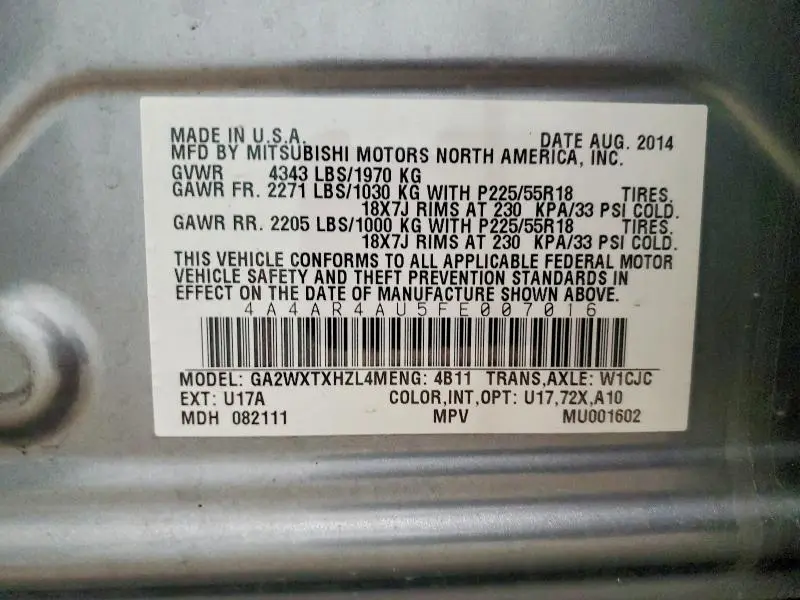 MADE IN U.S.A. DATE AUG. 2014
MFD BY MITSUBISHI MOTORS NORTH AMERICA, INC.
GVWR 4343 LBS/1970 KG
GAWR FR. 2271 LBS/1030 KG WITH P225/55R18 TIRES.
18X7J RIMS AT 230 KPA/33 PSI COLD.
GAWR RR. 2205 LBS/1000 KG WITH P225/55R18 TIRES.
18X7J RIMS AT 230 KPA/33 PSI COLD.
THIS VEHICLE CONFORMS TO ALL APPLICABLE FEDERAL MOTOR
VEHICLE SAFETY AND THEFT PREVENTION STANDARDS IN
EFFECT ON THE DATE OF MANUFACTURE SHOWN ABOVE.
4A4AR4AU5FE007016
MODEL: GA2WXTXHZL4MENG: 4B11 TRANS,AXLE: W1CJC
EXT: U17A COLOR,INT,OPT: U17,72X,A10
MDH 082111 MPV MU001602